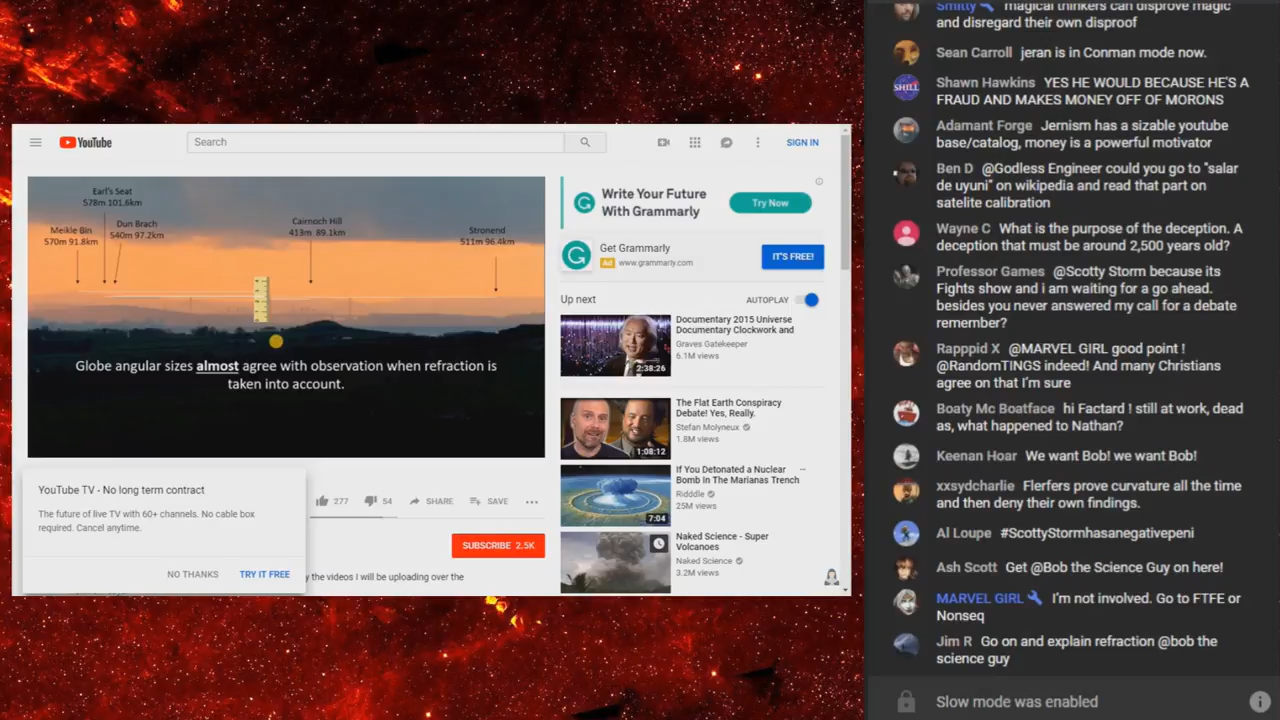 YouTube
Search
SIGN IN
Earl's Seat
578m 101.6km
Meikle Bin
570m 91.8km
Dun Brach
540m 97.2km
Cairnoch Hill
413m 89.1km
Stronend
511m 96.4km
Globe angular sizes almost agree with observation when refraction is
taken into account.
YouTube TV - No long term contract
The future of live TV with 60+ channels. No cable box
required. Cancel anytime.
NO THANKS
TRY IT FREE
277
54
SHARE
SAVE
SUBSCRIBE 2.5K
y the videos I will be uploading over the
Write Your Future
With Grammarly
Try Now
Get Grammarly
Ad www.grammarly.com
IT'S FREE!
Up next
AUTOPLAY
2:38:26
Documentary 2015 Universe
Documentary Clockwork and
Graves Gatekeeper
6.1M views
1:08:12
The Flat Earth Conspiracy
Debate! Yes, Really.
Stefan Molyneux
1.8M views
7:04
If You Detonated a Nuclear
Bomb In The Marianas Trench
Ridddle
25M views
Naked Science - Super
Volcanoes
Naked Science
3.2M views
Smitty magical thinkers can disprove magic
and disregard their own disproof
Sean Carroll jeran is in Conman mode now.
SHILL
Shawn Hawkins YES HE WOULD BECAUSE HE'S A
FRAUD AND MAKES MONEY OFF OF MORONS
Adamant Forge Jernism has a sizable youtube
base/catalog, money is a powerful motivator
Ben D @Godless Engineer could you go to "salar
de uyuni" on wikipedia and read that part on
satelite calibration
Wayne C What is the purpose of the deception. A
deception that must be around 2,500 years old?
Professor Games @Scotty Storm because its
Fights show and i am waiting for a go ahead.
besides you never answered my call for a debate
remember?
Rapppid X @MARVEL GIRL good point !
@RandomTINGS indeed! And many Christians
agree on that I'm sure
Boaty Mc Boatface hi Factard ! still at work, dead
as, what happened to Nathan?
Keenan Hoar We want Bob! we want Bob!
xxsydcharlie Flerfers prove curvature all the time
and then deny their own findings.
Al Loupe #ScottyStormhasanegativepeni
Ash Scott Get @Bob the Science Guy on here!
MARVEL GIRL I'm not involved. Go to FTFE or
Nonseq
Jim R Go on and explain refraction @bob the
science guy
Slow mode was enabled